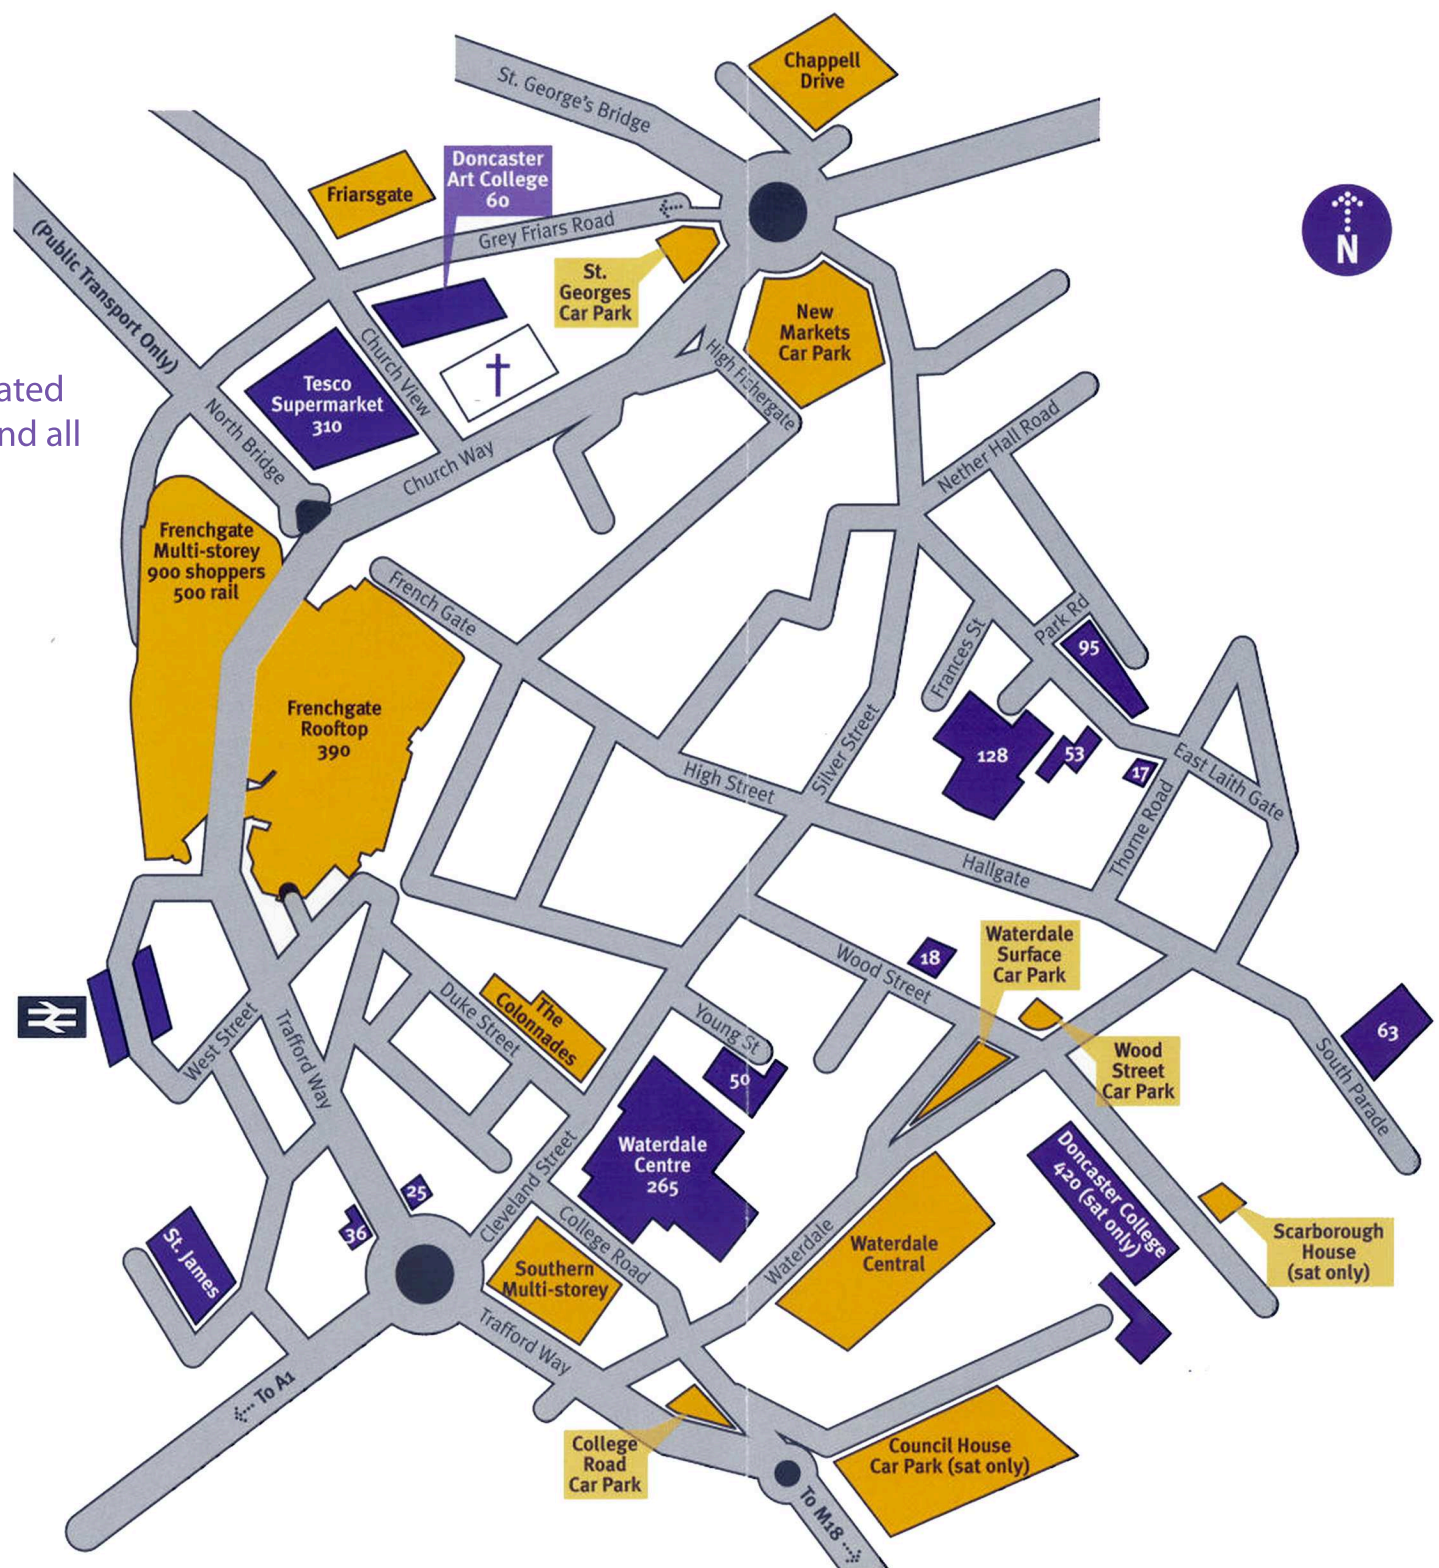 Chappell
Drive
St. George's Bridge
Doncaster
Art College
60
Friarsgate
Grey Friars Road
N
(Public Transport Only)
St.
Georges
Car Park
New
Markets
Car Park
High Fishergate
Church View
Tesco
Supermarket
310
ated
nd all
North Bridge
Church Way
Nether Hall Road
Frenchgate
Multi-storey
900 shoppers
500 rail
French Gate
Park Rd
Frances St
95
Frenchgate
Rooftop
390
Silver Street
128
53
17
East Laith Gate
High Street
Thorne Road
Hallgate
Waterdale
Surface
Car Park
18
Wood Street
The
Colonnades
Duke Street
Young St
West Street
Trafford Way
63
South Parade
50
Wood
Street
Car Park
Waterdale
Centre
265
Cleveland Street
Doncaster College
420 (sat only)
25
36
St. James
College Road
Waterdale
Waterdale
Central
Scarborough
House
(sat only)
Southern
Multi-storey
Trafford Way
To A1
College
Road
Car Park
Council House
Car Park (sat only)
To M18